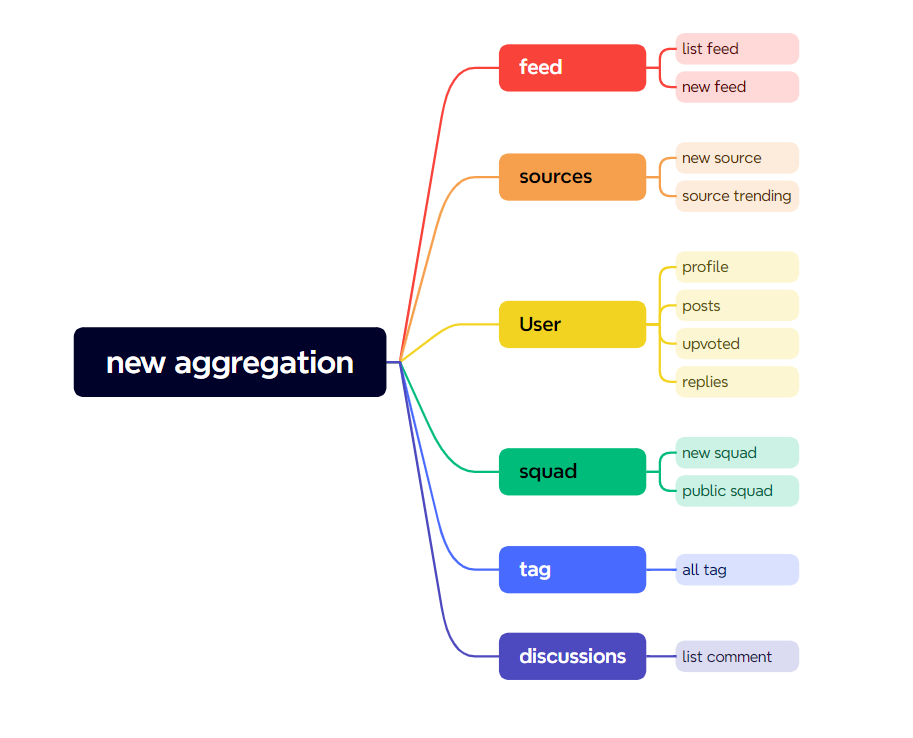 new aggregation
feed
list feed
new feed
sources
new source
source trending
User
profile
posts
upvoted
replies
squad
new squad
public squad
tag
all tag
discussions
list comment